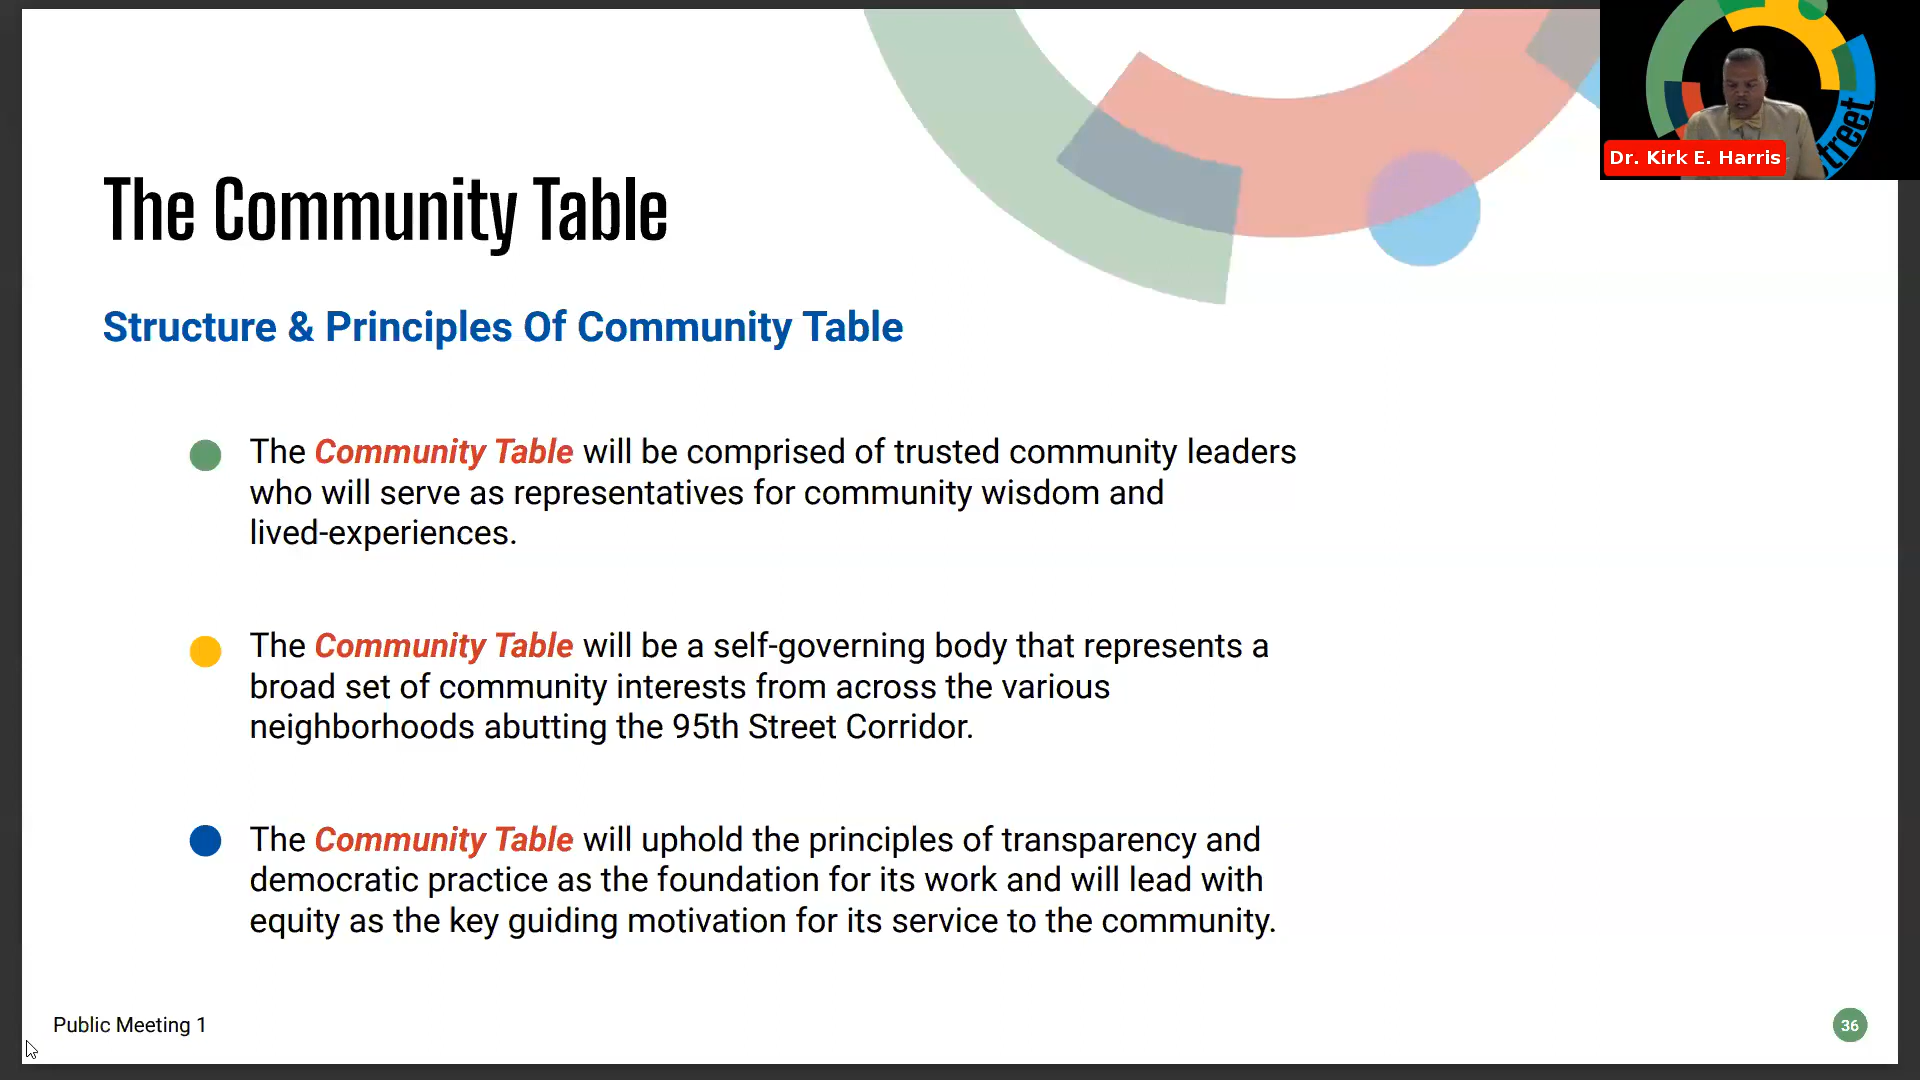 The Community Table
Structure & Principles Of Community Table
The Community Table will be comprised of trusted community leaders
who will serve as representatives for community wisdom and
lived-experiences.
The Community Table will be a self-governing body that represents a
broad set of community interests from across the various
neighborhoods abutting the 95th Street Corridor.
The Community Table will uphold the principles of transparency and
democratic practice as the foundation for its work and will lead with
equity as the key guiding motivation for its service to the community.
Public Meeting 1
36
Dr. Kirk E. Harris
treet